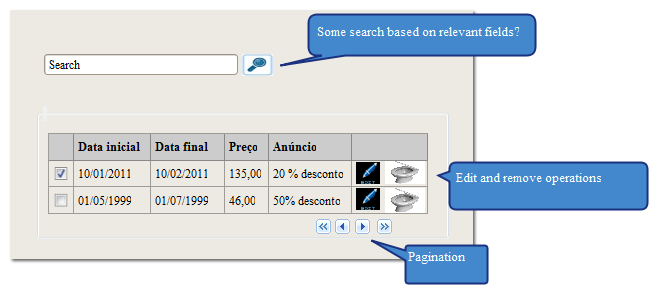 Some search based on relevant fields?
Search
Data inicial Data final Preço Anúncio
10/01/2011 10/02/2011 135,00 20 % desconto EDIT
01/05/1999 01/07/1999 46,00 50% desconto EDIT
Edit and remove operations
Pagination